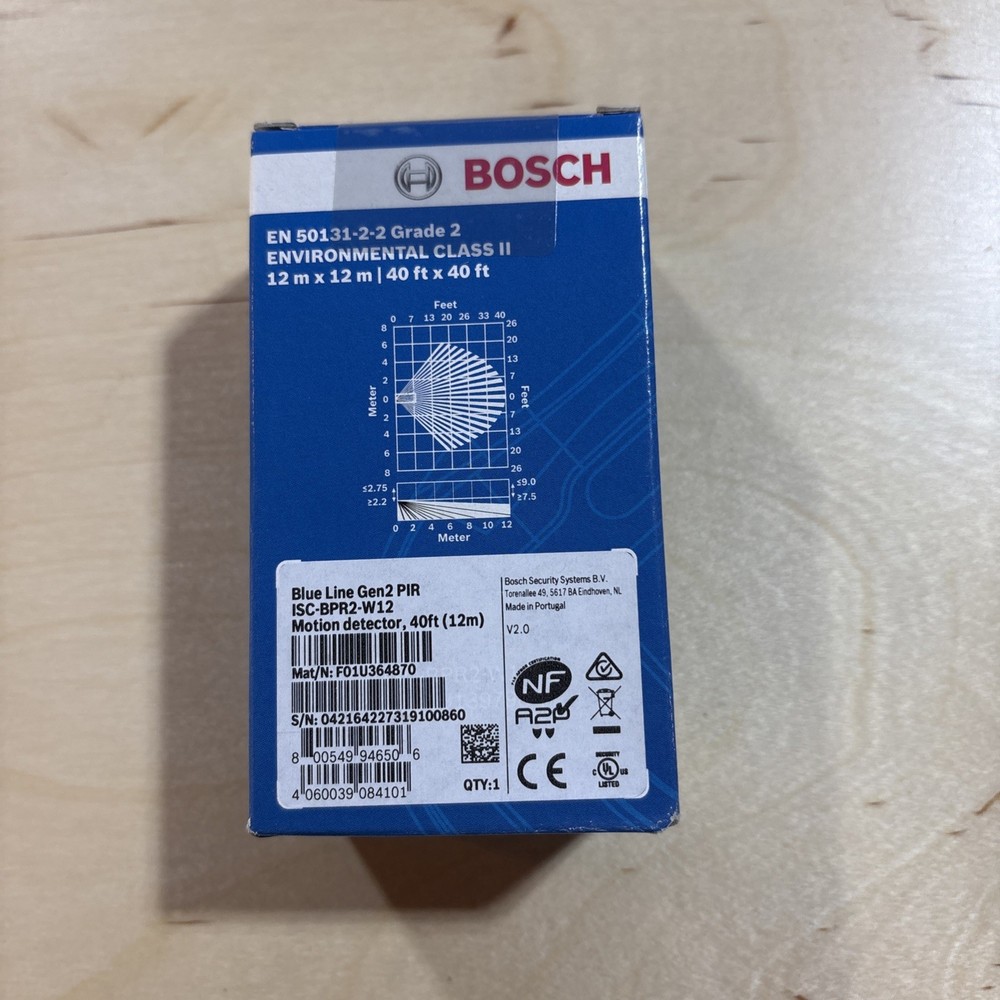 BOSCH
EN 50131-2-2 Grade 2
ENVIRONMENTAL CLASS II
12 m x 12 m | 40 ft x 40 ft
Feet
0 7 13 20 26 33 40
8 26
6 20
4 13
2 7
Meter 0 0 Feet
2 7
4 13
6 20
8 26
≤2.75 ≤9.0
≥2.2 ≥7.5
0 2 4 6 8 10 12
Meter
Blue Line Gen2 PIR
ISC-BPR2-W12
Motion detector, 40ft (12m)
Mat/N: F01U364870
S/N: 042164227319100860
8 00549 94650 6
4 060039 084101
QTY:1
Bosch Security Systems B.V.
Torenallee 49, 5617 BA Eindhoven, NL
Made in Portugal
V2.0
NF
A2P
CE
SECURITY
C UL US
LISTED